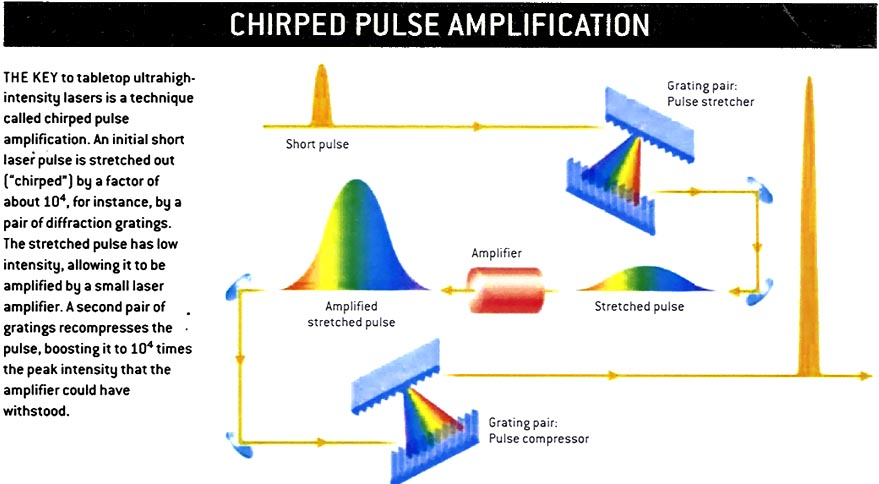 CHIRPED PULSE AMPLIFICATION
THE KEY to tabletop ultrahigh-
intensity lasers is a technique
called chirped pulse
amplification. An initial short
laser pulse is stretched out
("chirped") by a factor of
about 10⁴, for instance, by a
pair of diffraction gratings.
The stretched pulse has low
intensity, allowing it to be
amplified by a small laser
amplifier. A second pair of
gratings recompresses the
pulse, boosting it to 10⁴ times
the peak intensity that the
amplifier could have
withstood.
Short pulse
Grating pair:
Pulse stretcher
Amplifier
Amplified
stretched pulse
Stretched pulse
Grating pair:
Pulse compressor